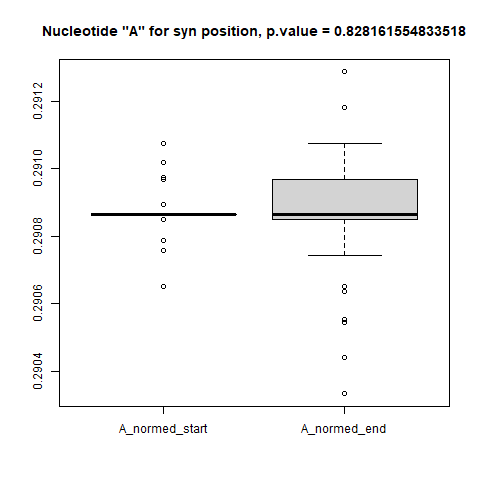 Nucleotide "A" for syn position, p.value = 0.828161554833518
0.2912
0.2910
0.2908
0.2906
0.2904
A_normed_start
A_normed_end